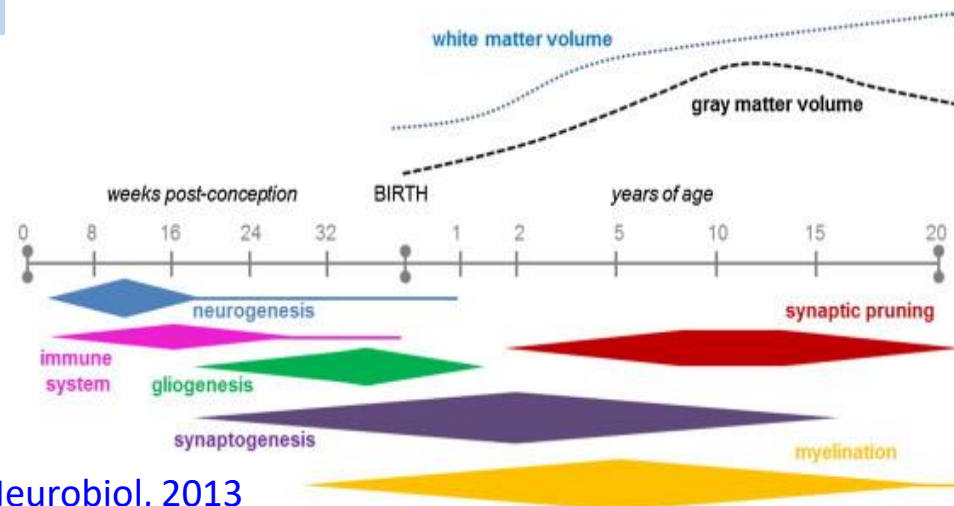 white matter volume
gray matter volume
weeks post-conception BIRTH years of age
0 8 16 24 32 1 2 5 10 15 20
neurogenesis
synaptic pruning
immune
system
gliogenesis
synaptogenesis
myelination
2013